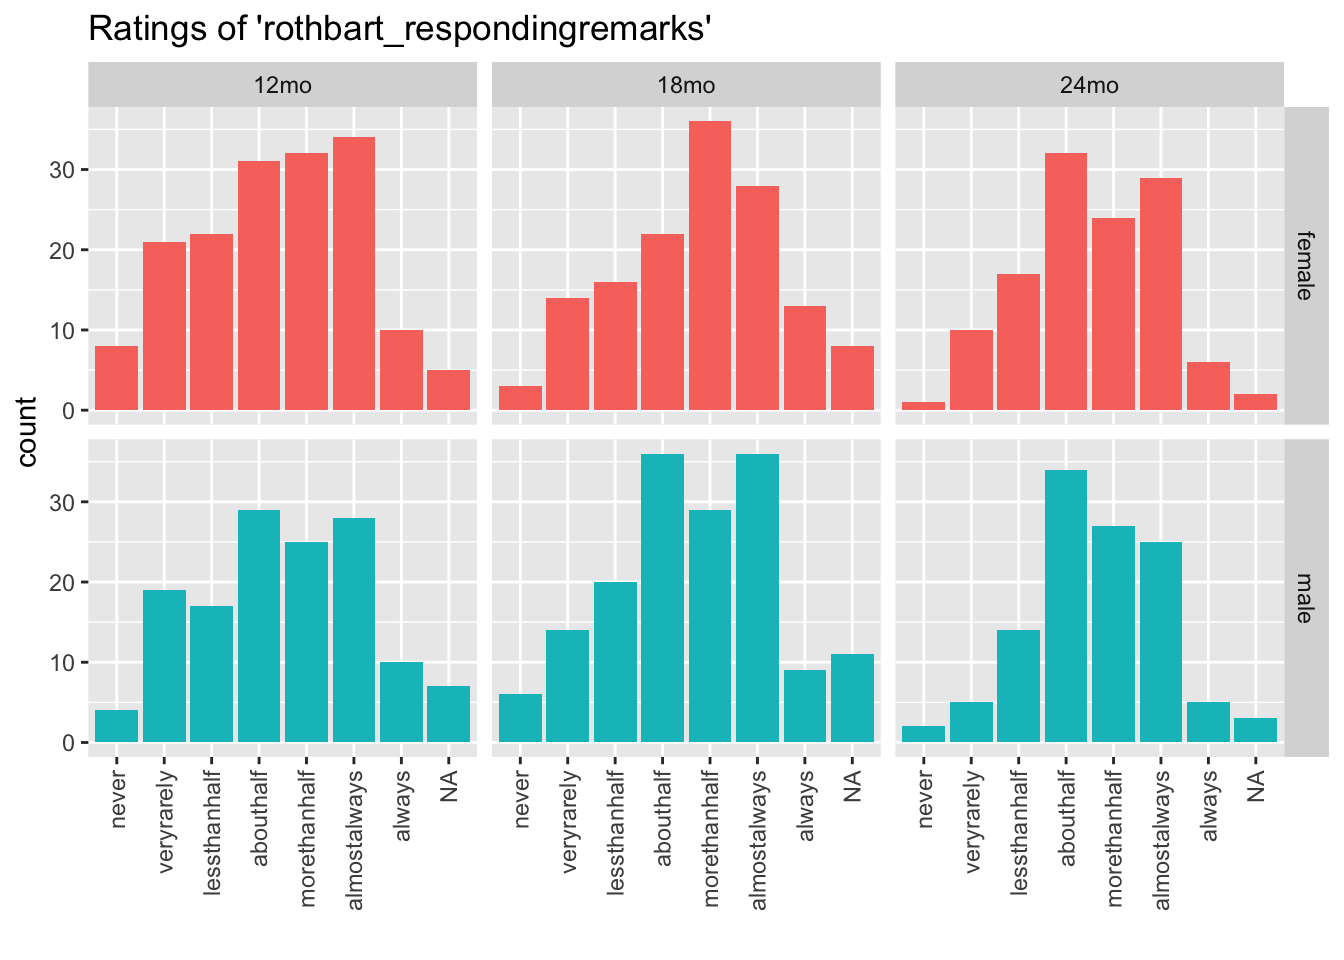 Ratings of 'rothbart_respondingremarks'
12mo
18mo
24mo
count
30
20
10
0
female
30
20
10
0
male
never
veryrarely
lessthanhalf
abouthalf
morethanhalf
almostalways
always
NA
never
veryrarely
lessthanhalf
abouthalf
morethanhalf
almostalways
always
NA
never
veryrarely
lessthanhalf
abouthalf
morethanhalf
almostalways
always
NA